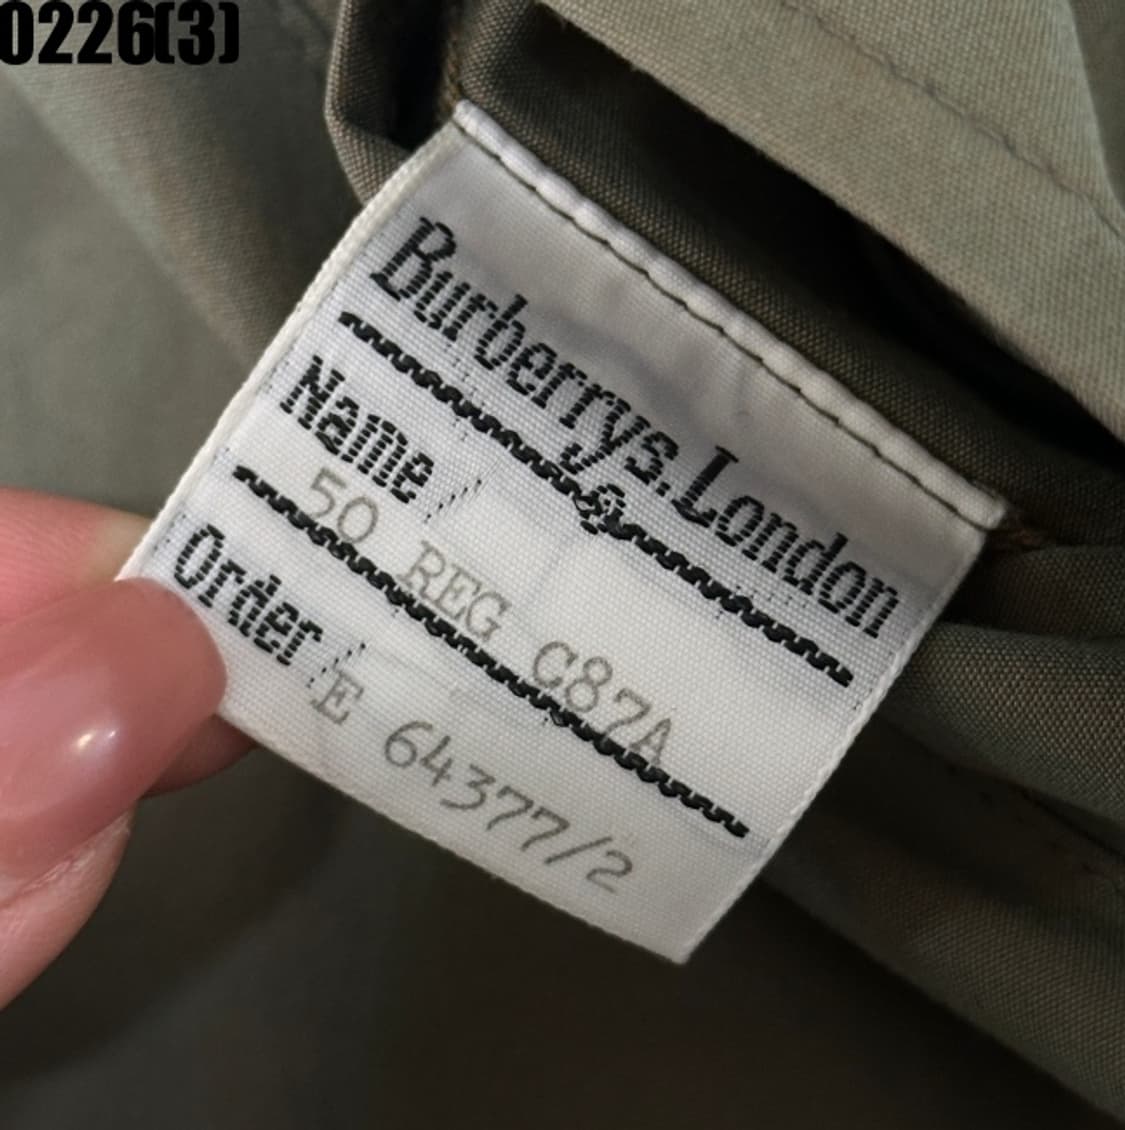 0226(3)
Burberrys. London
Name
50 REG C87A
Order
E 64377/2